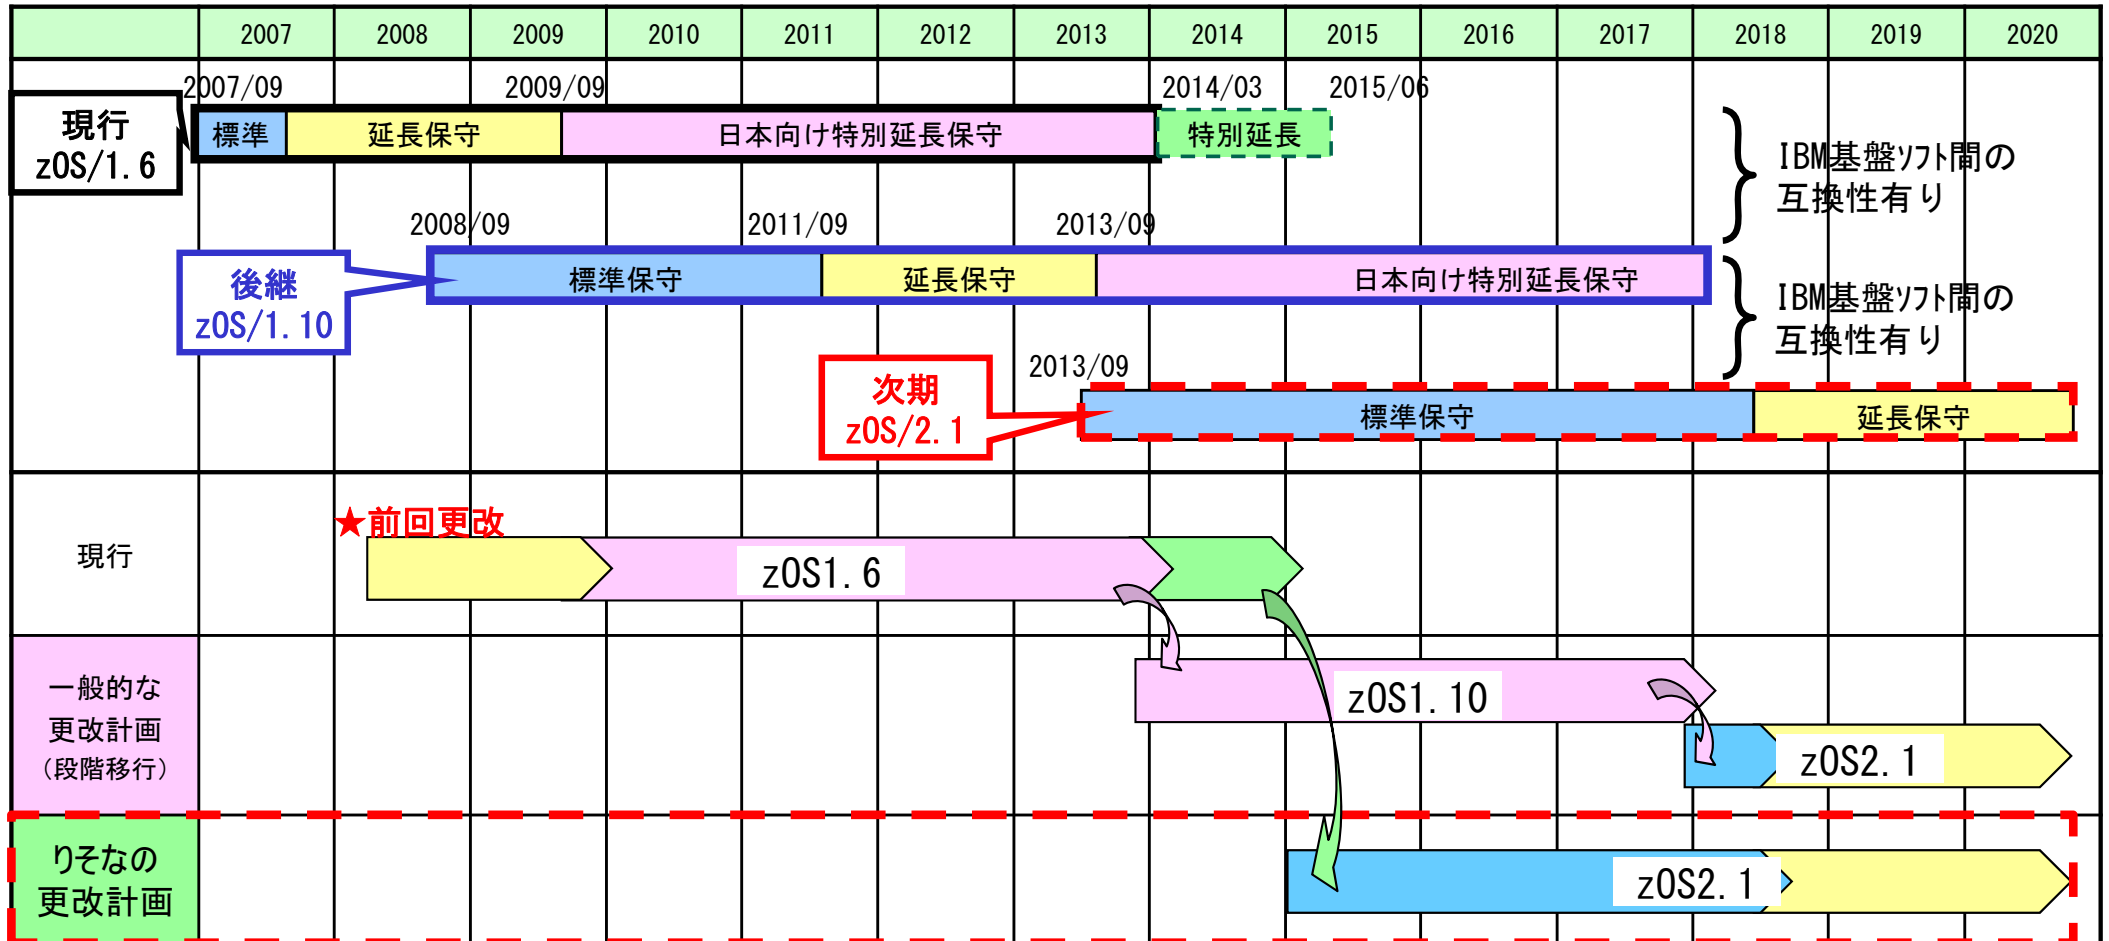 2007 2008 2009 2010 2011 2012 2013 2014 2015 2016 2017 2018 2019 2020
2007/09 2009/09 2014/03 2015/06
現行
zOS/1.6
標準 延長保守 日本向け特別延長保守 特別延長
IBM基盤ソフト間の
互換性有り
2008/09 2011/09 2013/09
後継
zOS/1.10
標準保守 延長保守 日本向け特別延長保守
IBM基盤ソフト間の
互換性有り
2013/09
次期
zOS/2.1
標準保守 延長保守
★前回更改
現行
zOS1.6
一般的な
更改計画
(段階移行)
zOS1.10
zOS2.1
りそなの
更改計画
zOS2.1